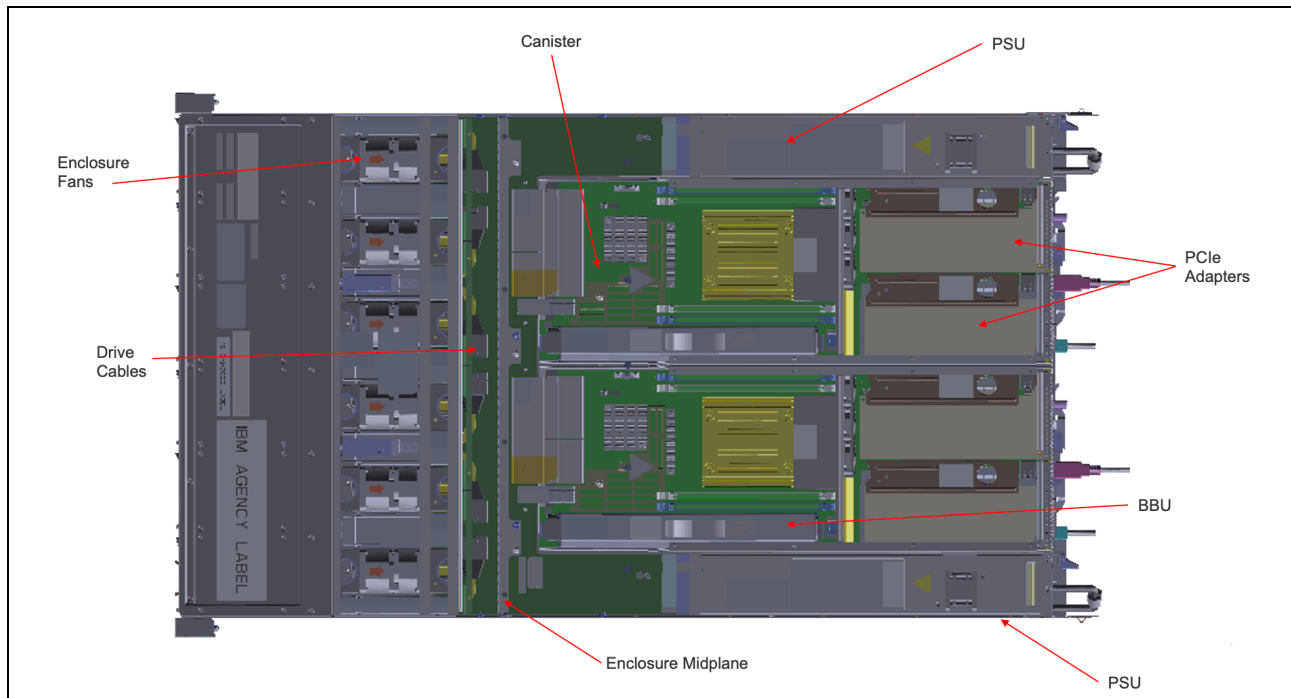 Canister
PSU
Enclosure
Fans
PCIe
Adapters
Drive
Cables
IBM AGENCY LABEL
BBU
Enclosure Midplane
PSU